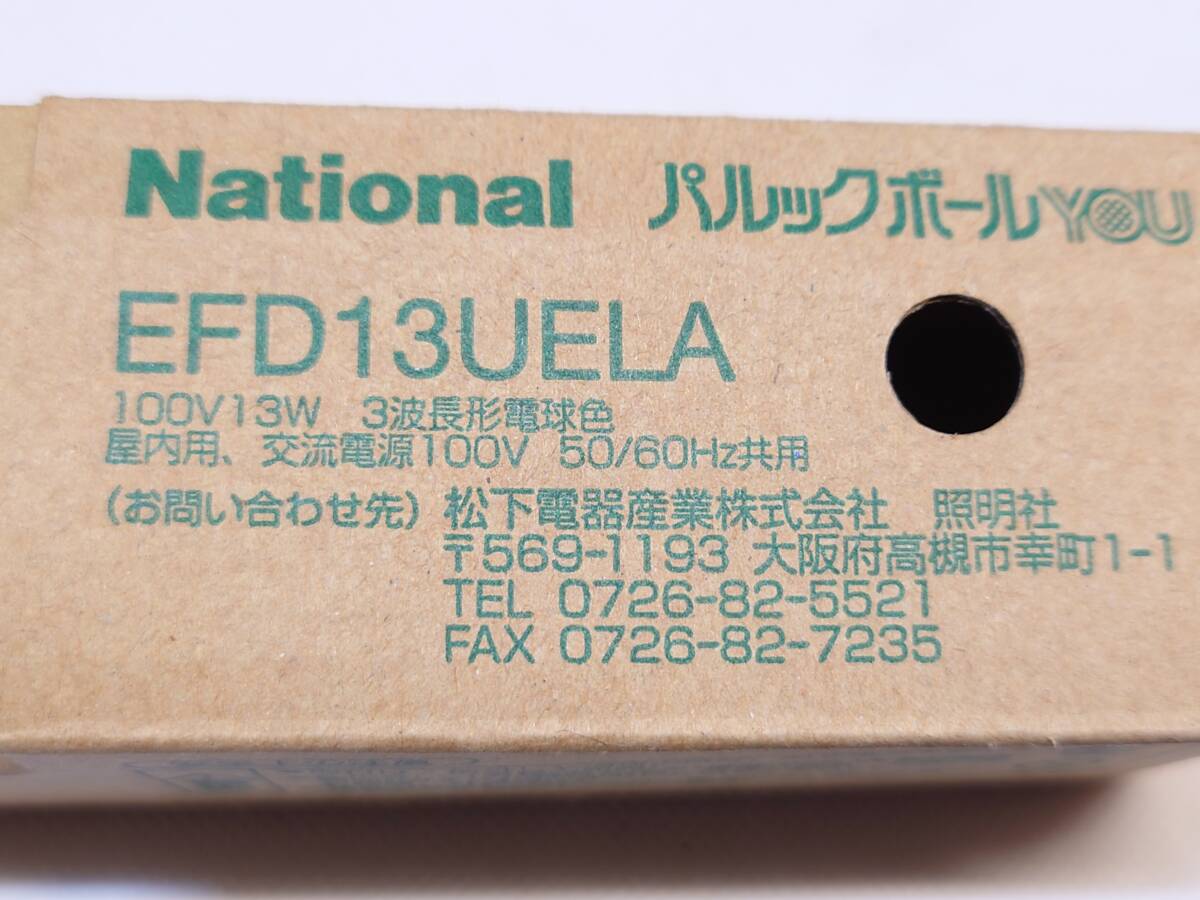 National パルックボールYOU
EFD13UELA
100V13W 3波長形電球色
屋内用、交流電源100V 50/60Hz共用
(お問い合わせ先) 松下電器産業株式会社 照明社
〒569-1193 大阪府高槻市幸町1-1
TEL 0726-82-5521
FAX 0726-82-7235